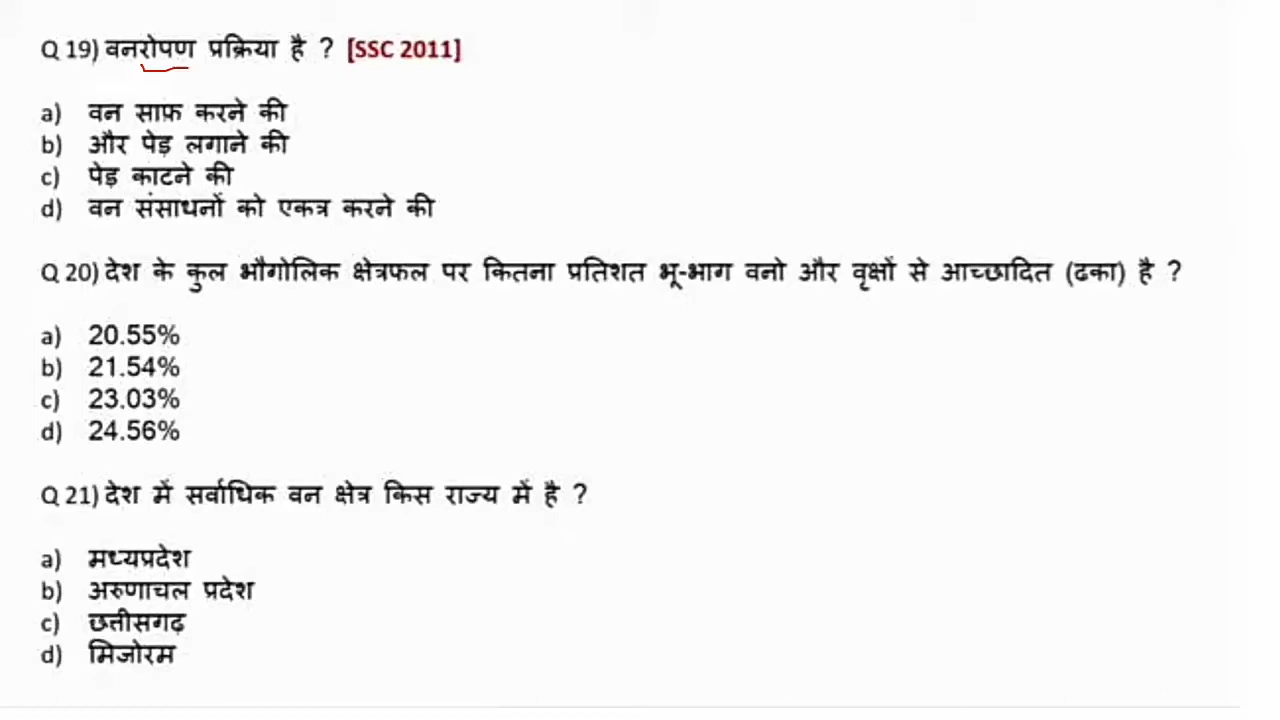 Q 19) वनरोपण प्रक्रिया है ? [SSC 2011]
a) वन साफ़ करने की
b) और पेड़ लगाने की
c) पेड़ काटने की
d) वन संसाधनों को एकत्र करने की
Q 20) देश के कुल भौगोलिक क्षेत्रफल पर कितना प्रतिशत भू-भाग वनो और वृक्षों से आच्छादित (ढका) है ?
a) 20.55%
b) 21.54%
c) 23.03%
d) 24.56%
Q 21) देश में सर्वाधिक वन क्षेत्र किस राज्य में है ?
a) मध्यप्रदेश
b) अरुणाचल प्रदेश
c) छत्तीसगढ़
d) मिजोरम